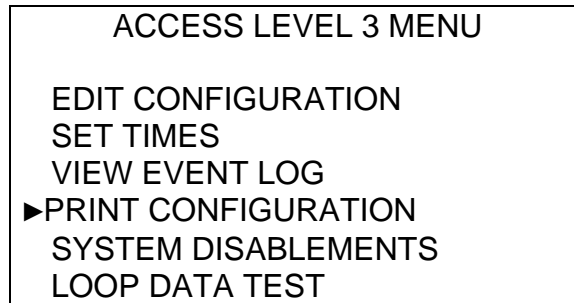 ACCESS LEVEL 3 MENU
EDIT CONFIGURATION
SET TIMES
VIEW EVENT LOG
►PRINT CONFIGURATION
SYSTEM DISABLEMENTS
LOOP DATA TEST